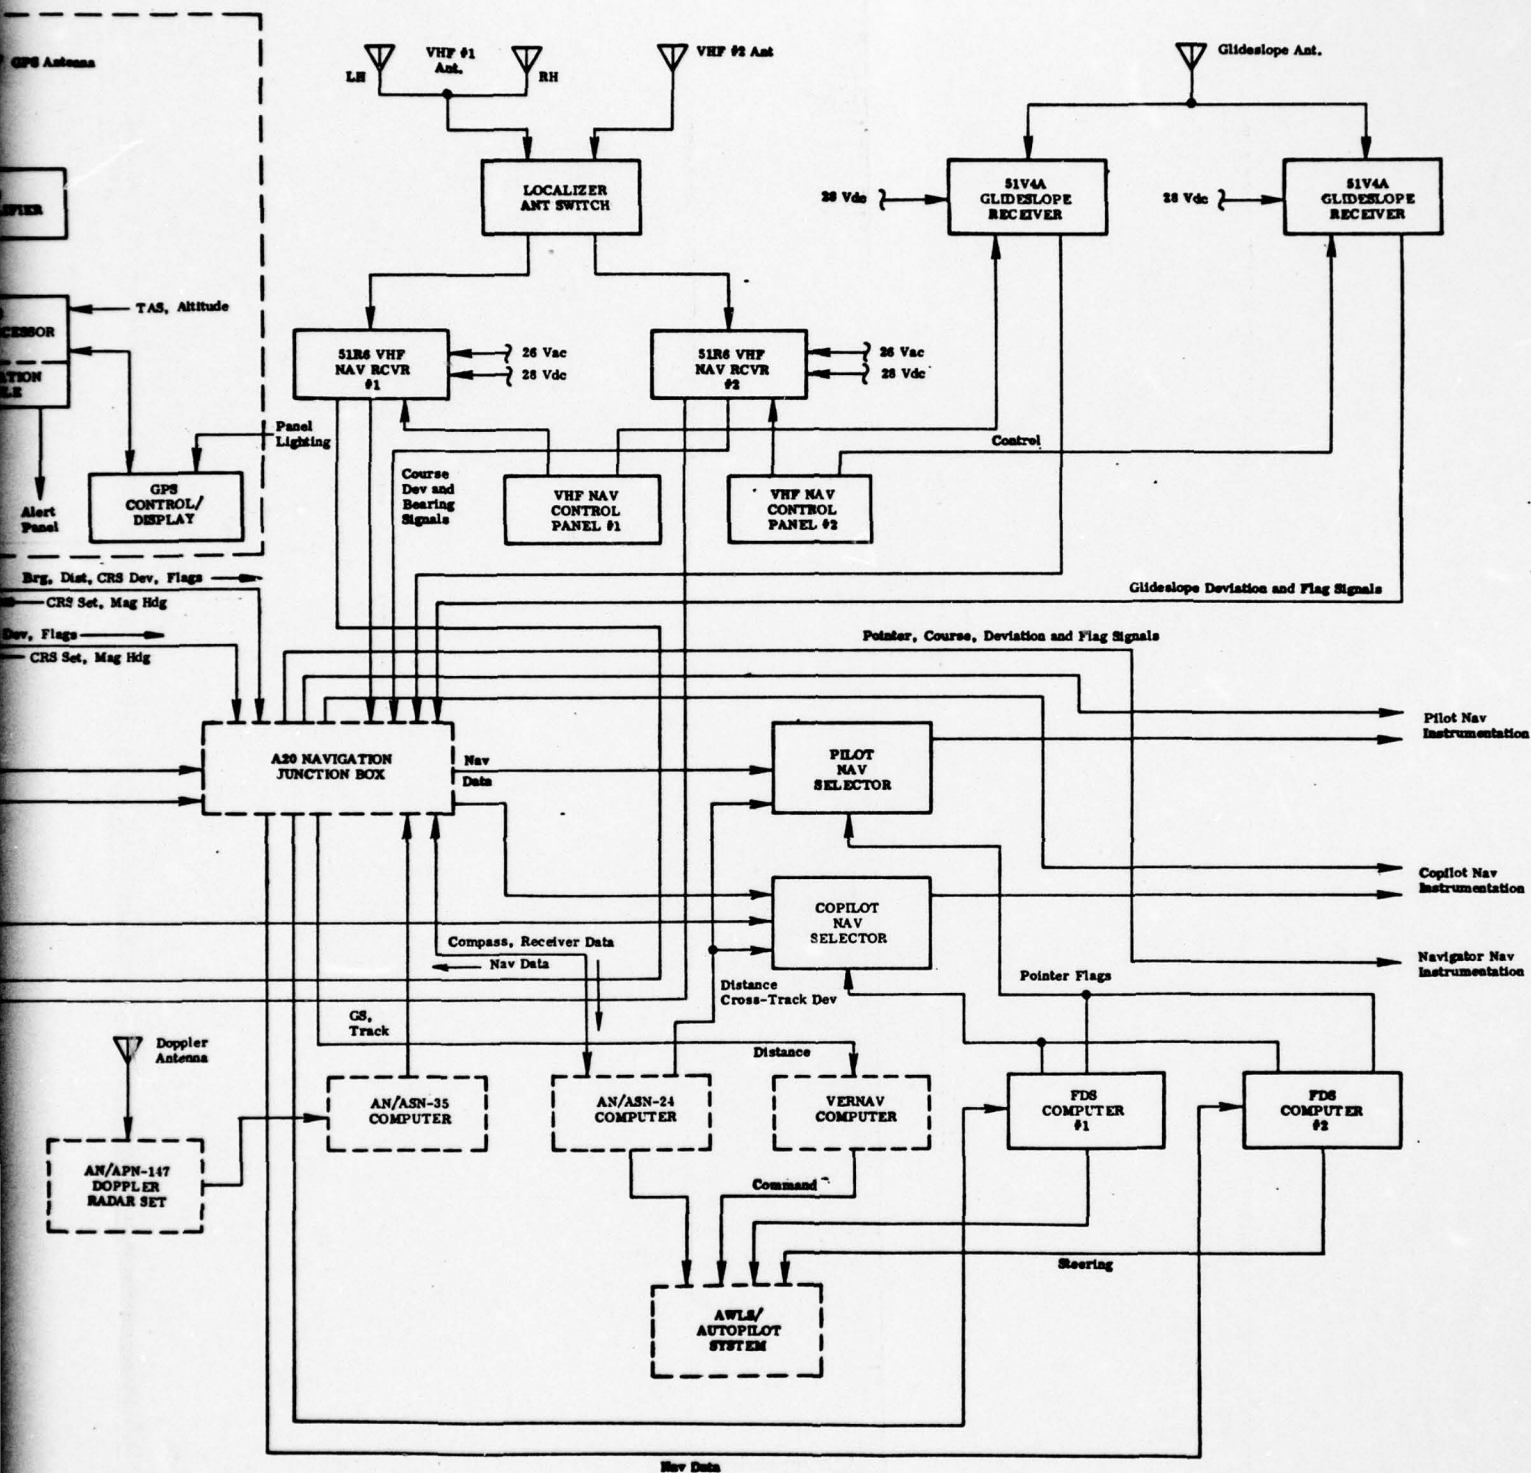 GPS Antenna
LH
VHF #1
Ant.
RH
VHF #2 Ant
Glideslope Ant.
LOCALIZER
ANT SWITCH
28 Vdc
51V4A
GLIDESLOPE
RECEIVER
28 Vdc
51V4A
GLIDESLOPE
RECEIVER
IFIER
TAS, Altitude
CESSOR
ATION
LE
51R6 VHF
NAV RCVR
#1
26 Vac
28 Vdc
51R6 VHF
NAV RCVR
#2
26 Vac
28 Vdc
Panel
Lighting
Control
GPS
CONTROL/
DISPLAY
Alert
Panel
Course
Dev and
Bearing
Signals
VHF NAV
CONTROL
PANEL #1
VHF NAV
CONTROL
PANEL #2
Brg, Dist, CRS Dev, Flags
CRS Set, Mag Hdg
Dev, Flags
CRS Set, Mag Hdg
Glideslope Deviation and Flag Signals
Pointer, Course, Deviation and Flag Signals
A20 NAVIGATION
JUNCTION BOX
Nav
Data
PILOT
NAV
SELECTOR
Pilot Nav
Instrumentation
COPILOT
NAV
SELECTOR
Copilot Nav
Instrumentation
Compass, Receiver Data
Nav Data
Distance
Cross-Track Dev
Pointer Flags
Navigator Nav
Instrumentation
GS,
Track
Doppler
Antenna
Distance
AN/ASN-35
COMPUTER
AN/ASN-24
COMPUTER
VERNAV
COMPUTER
FDS
COMPUTER
#1
FDS
COMPUTER
#2
AN/APN-147
DOPPLER
RADAR SET
Command
Steering
AWLS/
AUTOPILOT
SYSTEM
Nav Data